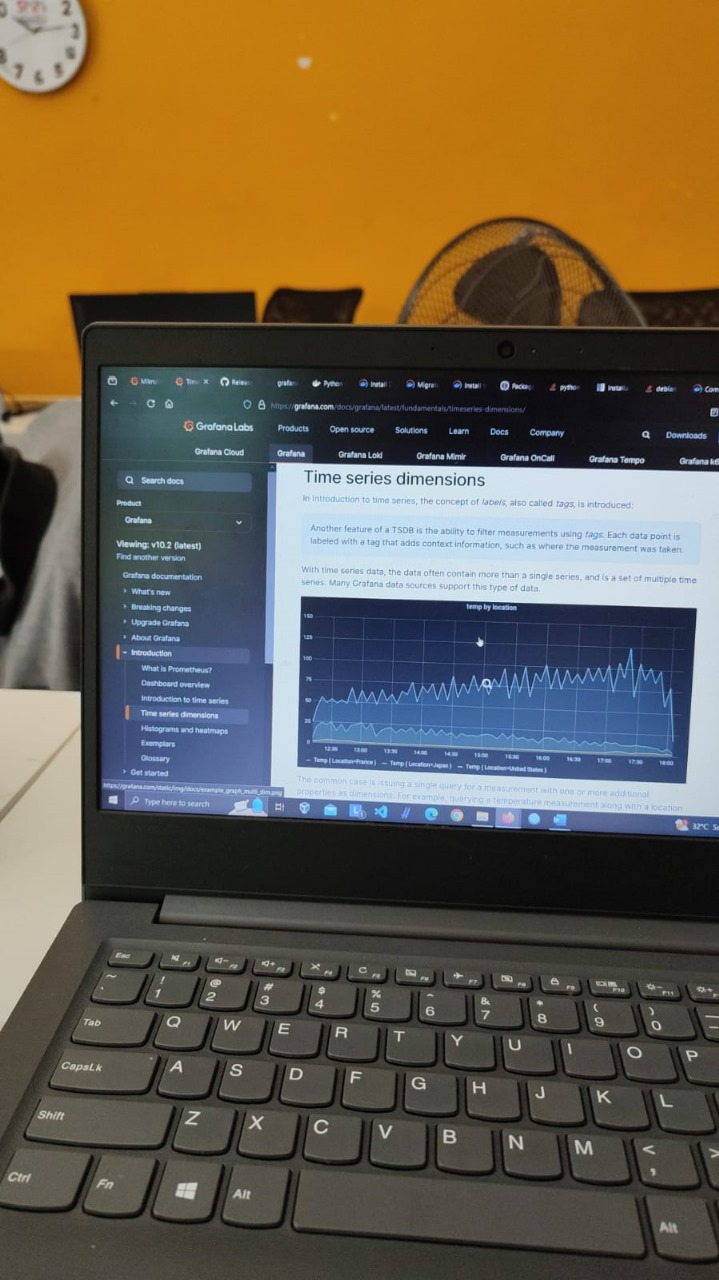 2
3
4
5
6
7
8
Relea
grafan
Python
Install
Migra
Install
Packag
python
Install
debian
Com
https://grafana.com/docs/grafana/latest/fundamentals/timeseries-dimensions/
Grafana Labs
Products
Open source
Solutions
Learn
Docs
Company
Downloads
Grafana Cloud
Grafana
Grafana Loki
Grafana Mimir
Grafana OnCall
Grafana Tempo
Grafana k6
Search docs
Product
Grafana
Viewing: v10.2 (latest)
Find another version
Grafana documentation
What's new
Breaking changes
Upgrade Grafana
About Grafana
Introduction
What is Prometheus?
Dashboard overview
Introduction to time series
Time series dimensions
Histograms and heatmaps
Exemplars
Glossary
Get started
Time series dimensions
In Introduction to time series, the concept of labels, also called tags, is introduced:
Another feature of a TSDB is the ability to filter measurements using tags. Each data point is
labeled with a tag that adds context information, such as where the measurement was taken.
With time series data, the data often contain more than a single series, and is a set of multiple time
series. Many Grafana data sources support this type of data.
temp by location
150
125
100
75
50
25
0
12:30 13:00 13:30 14:00 14:30 15:00 15:30 16:00 16:30 17:00 17:30 18:00
Temp { Location=France } Temp { Location=Japan } Temp { Location=United States }
The common case is issuing a single query for a measurement with one or more additional
properties as dimensions. For example, querying a temperature measurement along with a location
https://grafana.com/static/img/docs/example_graph_multi_dim.png
Type here to search
32°C
Esc F1 F2 F3 F4 F5 F6 F7 F8 F9 F10 F11
~ ! 1 @ 2 # 3 $ 4 % 5 ^ 6 & 7 * 8 ( 9 ) 0
Tab Q W E R T Y U I O P
CapsLk A S D F G H J K L
Shift Z X C V B N M < , >
Ctrl Fn Alt Alt